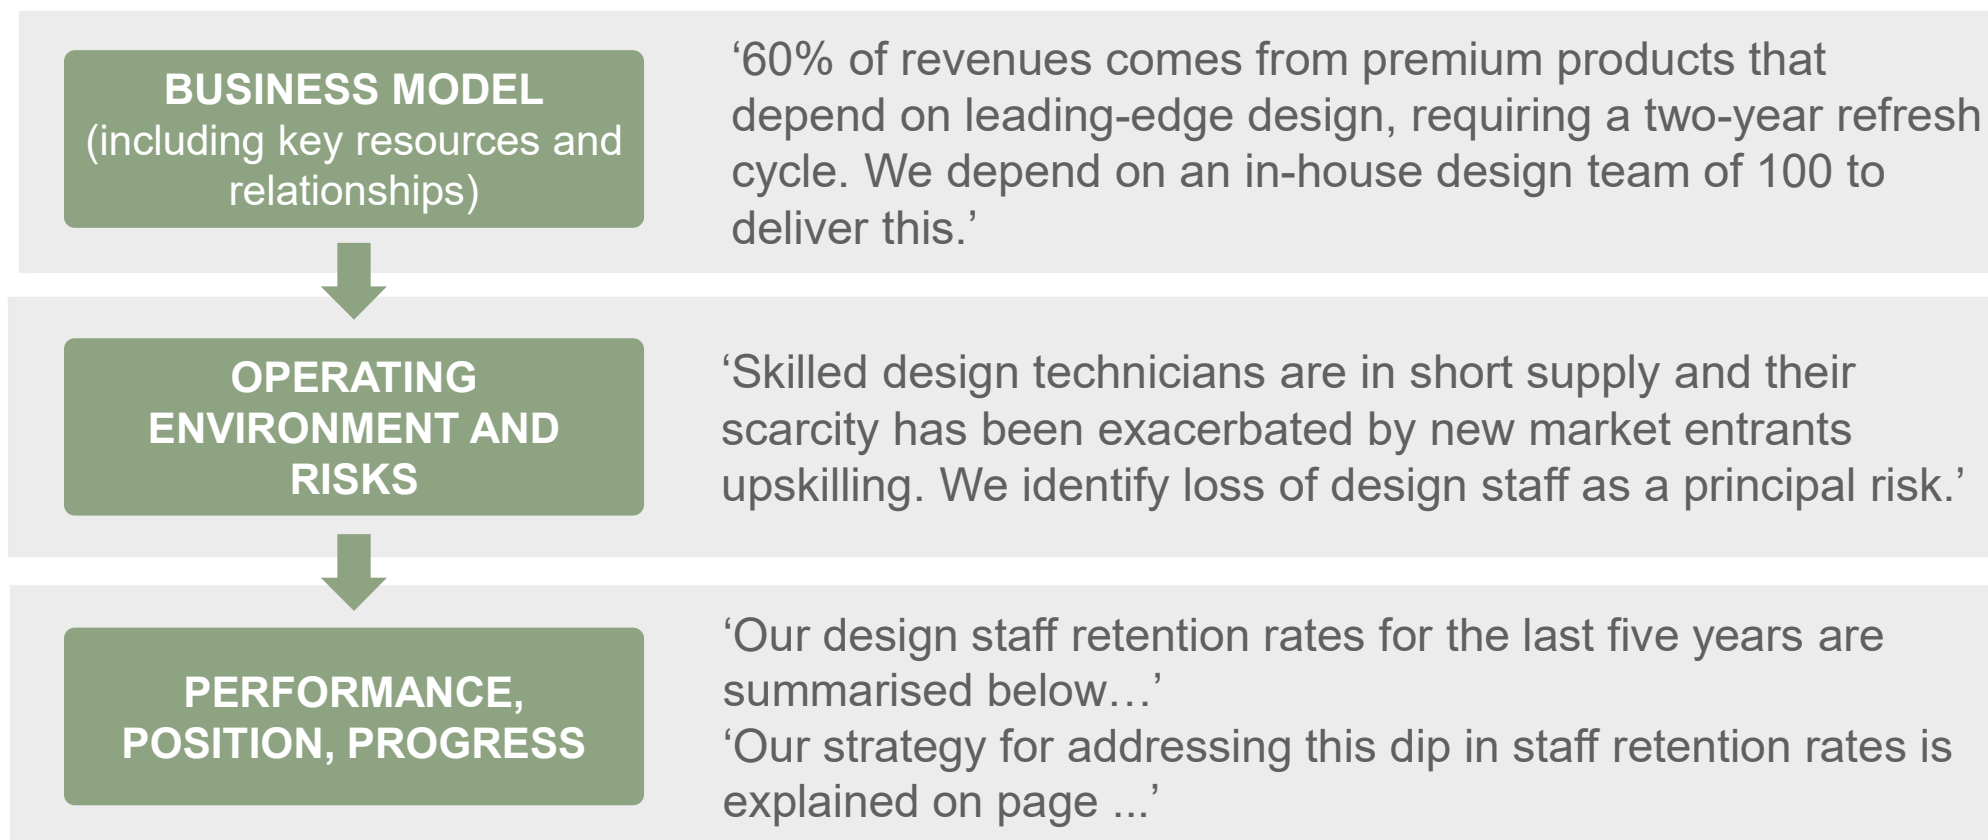 BUSINESS MODEL
(including key resources and
relationships)
‘60% of revenues comes from premium products that
depend on leading-edge design, requiring a two-year refresh
cycle. We depend on an in-house design team of 100 to
deliver this.’
OPERATING
ENVIRONMENT AND
RISKS
‘Skilled design technicians are in short supply and their
scarcity has been exacerbated by new market entrants
upskilling. We identify loss of design staff as a principal risk.’
PERFORMANCE,
POSITION, PROGRESS
‘Our design staff retention rates for the last five years are
summarised below…’
‘Our strategy for addressing this dip in staff retention rates is
explained on page ...’